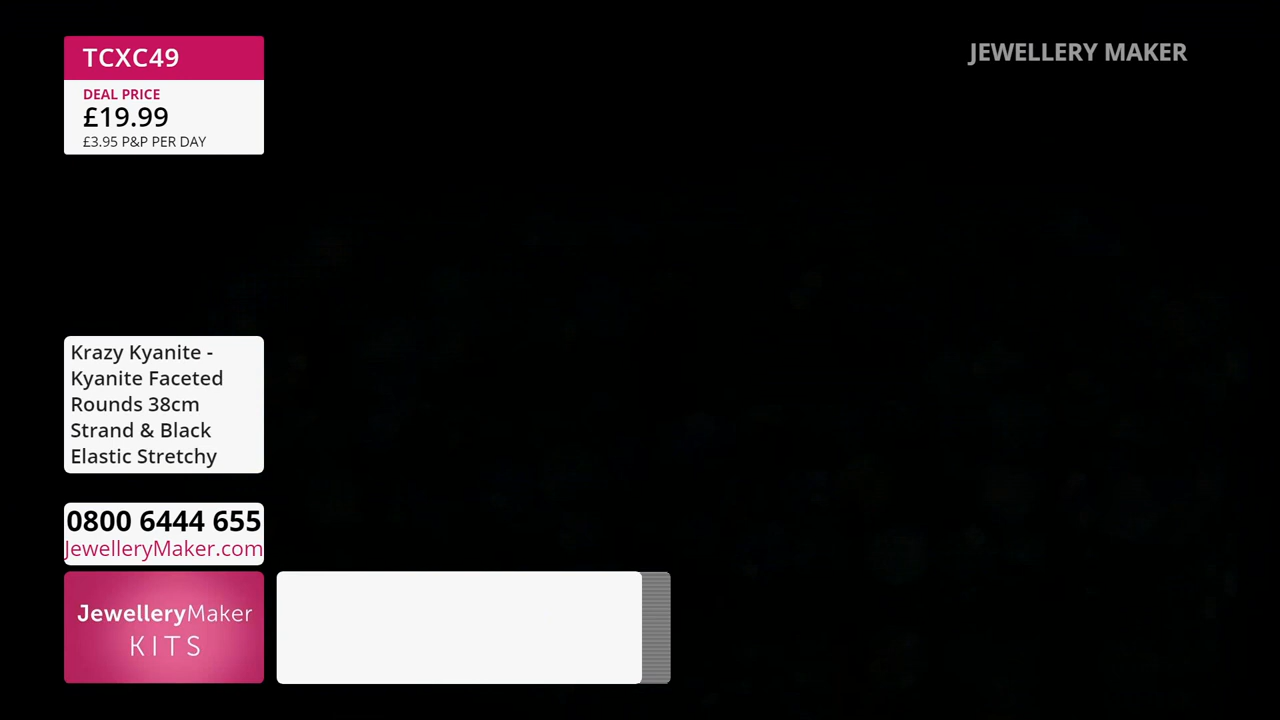 TCXC49
JEWELLERY MAKER
DEAL PRICE
£19.99
£3.95 P&P PER DAY
Krazy Kyanite -
Kyanite Faceted
Rounds 38cm
Strand & Black
Elastic Stretchy
0800 6444 655
JewelleryMaker.com
JewelleryMaker
KITS